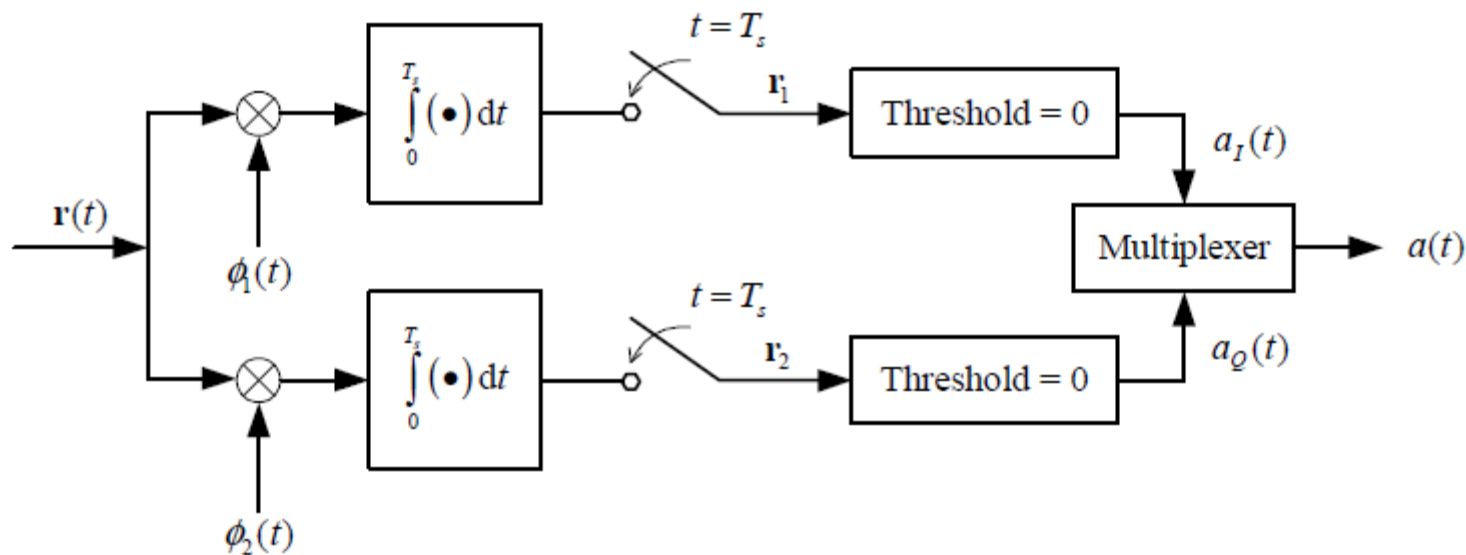 t = T_s
∫_0^{T_s} (•) dt
r_1
Threshold = 0
a_I(t)
r(t)
ϕ_1(t)
Multiplexer
a(t)
t = T_s
∫_0^{T_s} (•) dt
r_2
Threshold = 0
a_Q(t)
ϕ_2(t)